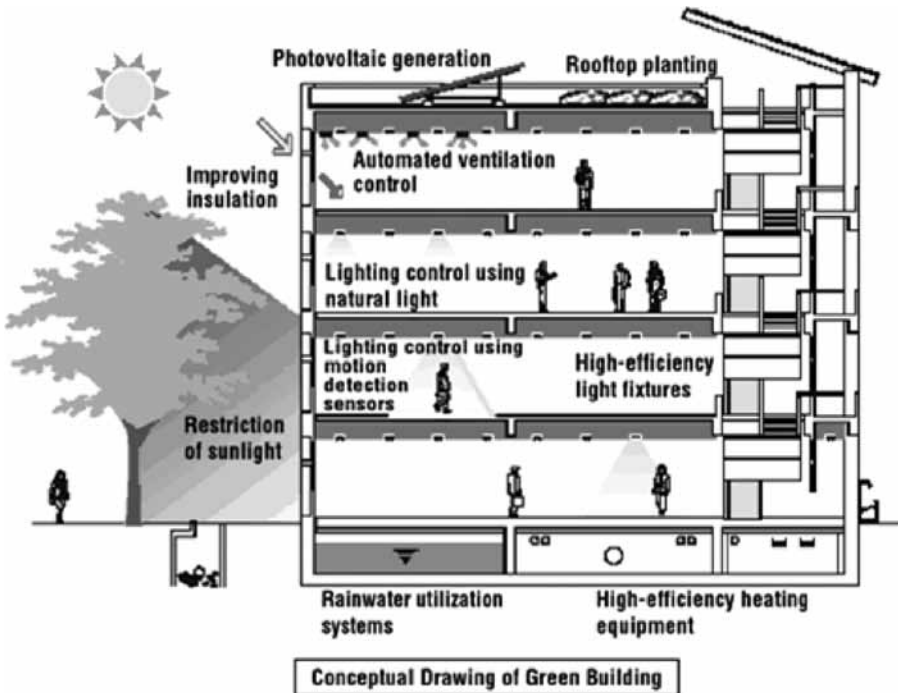 Photovoltaic generation
Rooftop planting
Improving
insulation
Automated ventilation
control
Lighting control using
natural light
Lighting control using
motion
detection
sensors
High-efficiency
light fixtures
Restriction
of sunlight
Rainwater utilization
systems
High-efficiency heating
equipment
Conceptual Drawing of Green Building